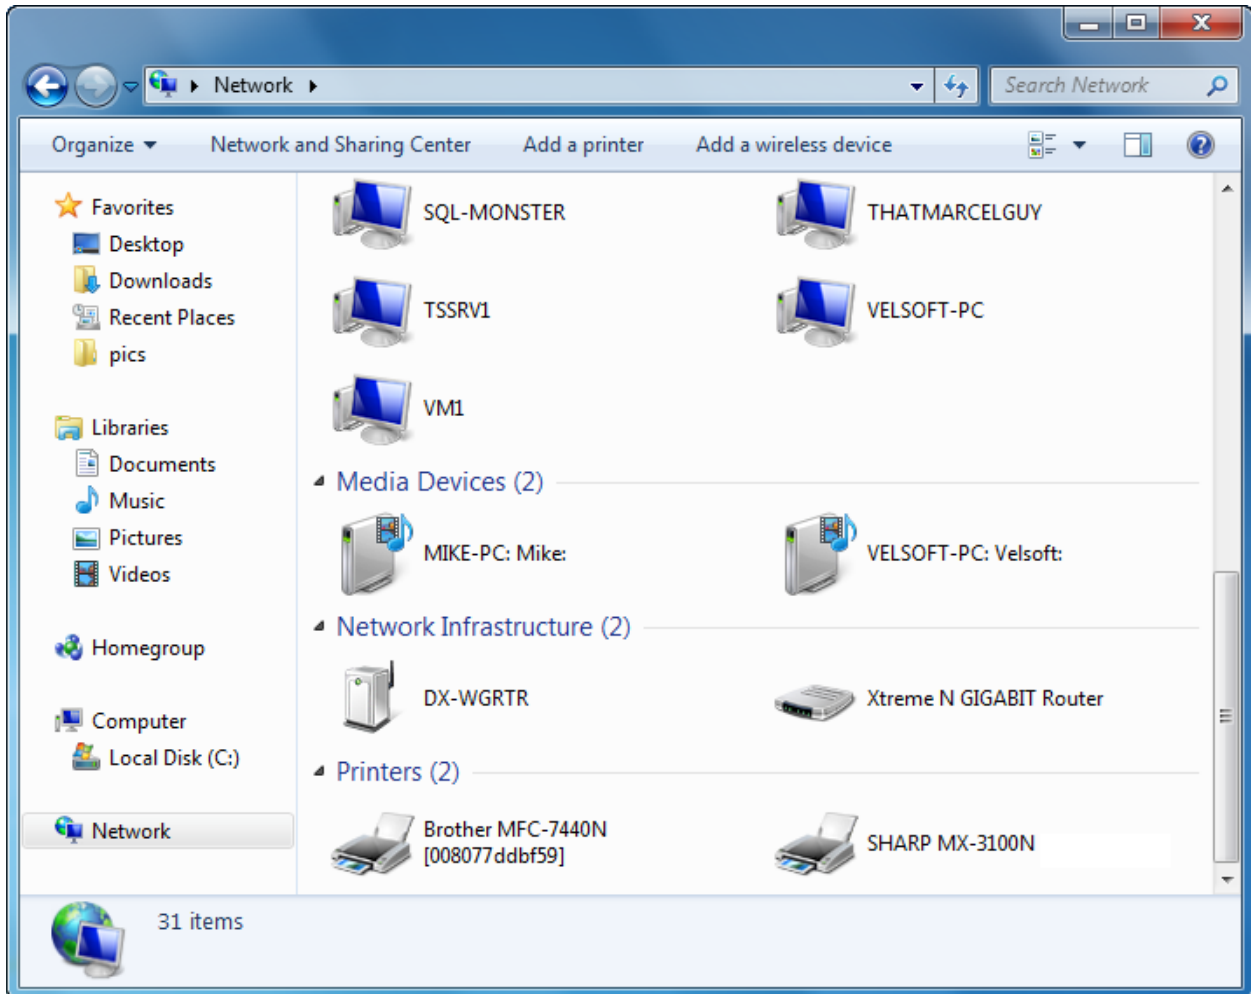 Network
Search Network
Organize
Network and Sharing Center
Add a printer
Add a wireless device
Favorites
Desktop
Downloads
Recent Places
pics
Libraries
Documents
Music
Pictures
Videos
Homegroup
Computer
Local Disk (C:)
Network
SQL-MONSTER
THATMARCELGUY
TSSRV1
VELSOFT-PC
VM1
Media Devices (2)
MIKE-PC: Mike:
VELSOFT-PC: Velsoft:
Network Infrastructure (2)
DX-WGRTR
Xtreme N GIGABIT Router
Printers (2)
Brother MFC-7440N
[008077ddbf59]
SHARP MX-3100N
31 items